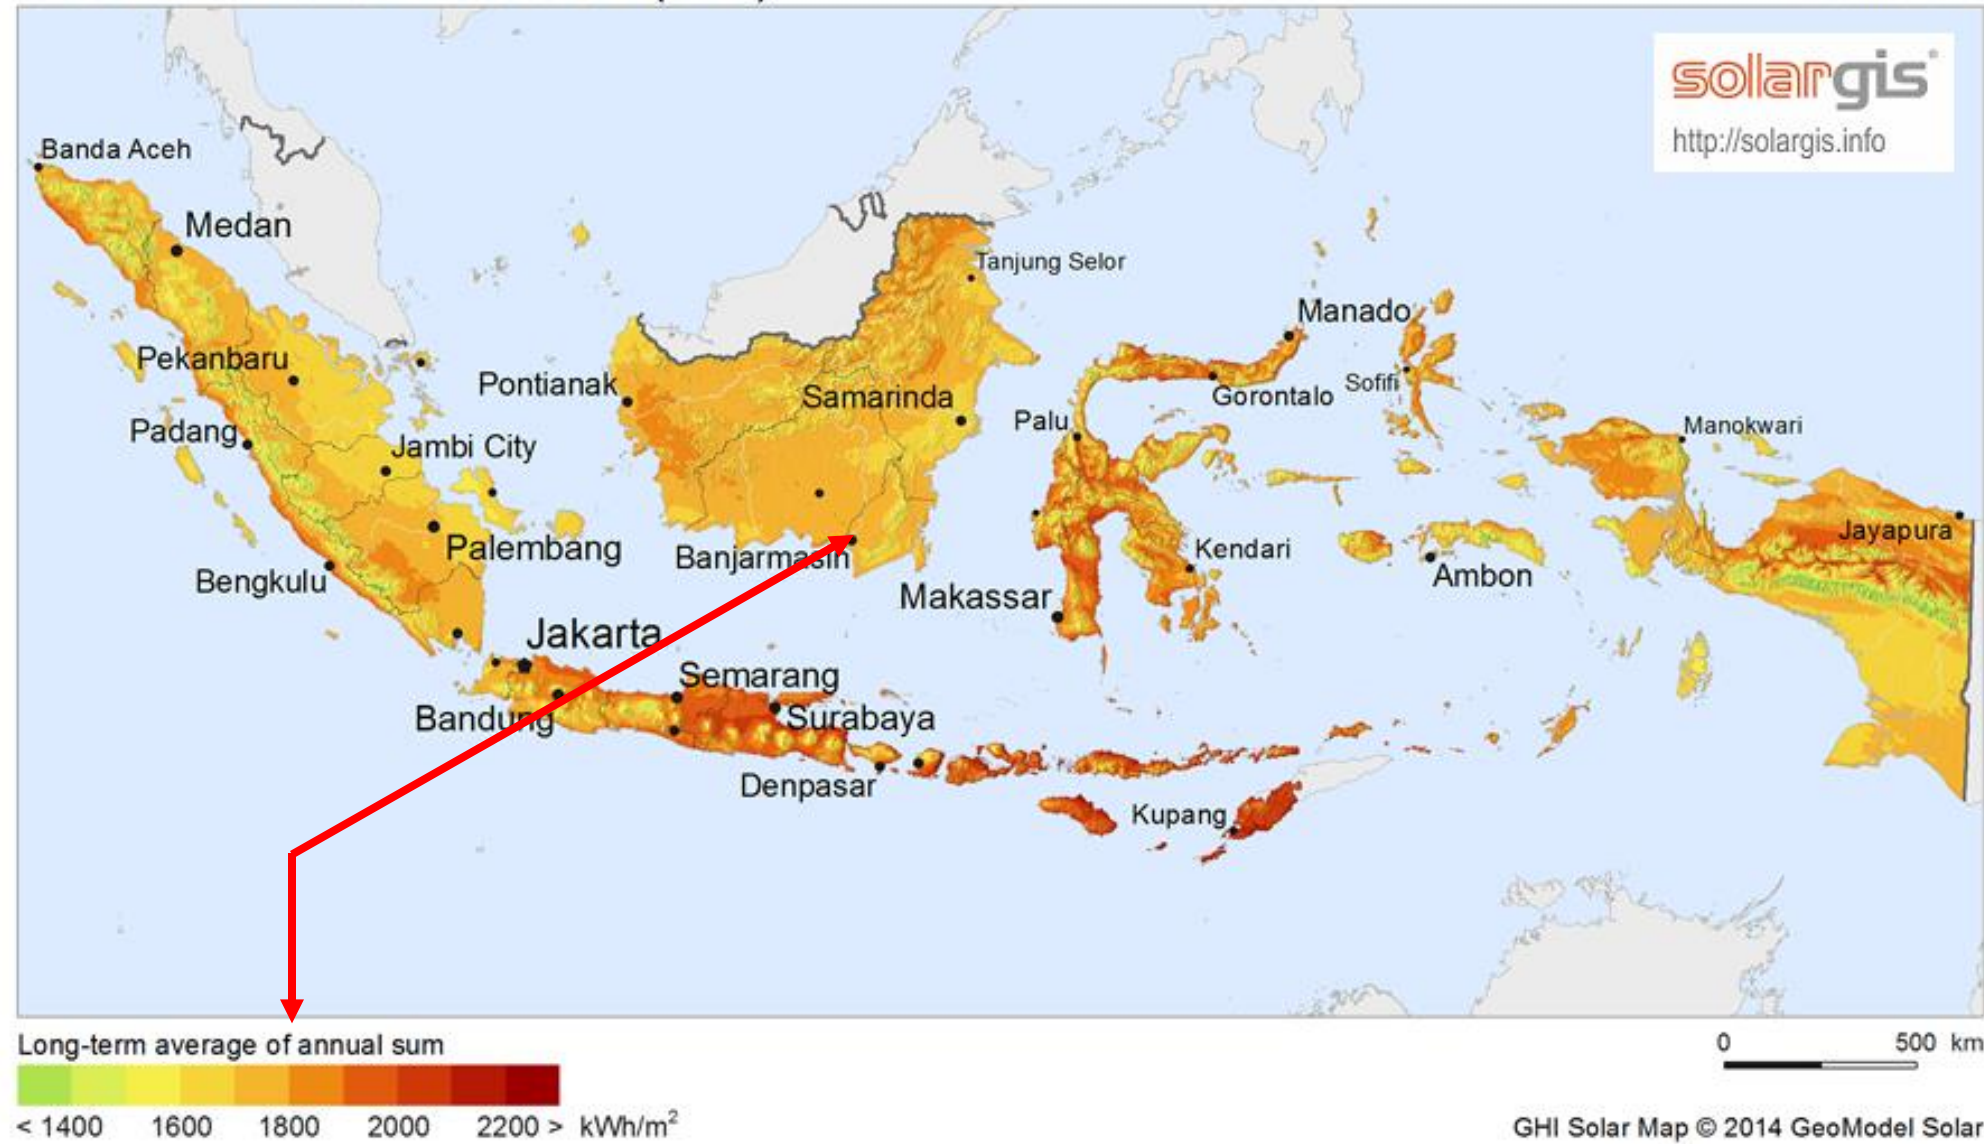 solargis
http://solargis.info
Banda Aceh
Medan
Tanjung Selor
Manado
Pekanbaru
Pontianak
Samarinda
Sofifi
Gorontalo
Palu
Manokwari
Padang
Jambi City
Jayapura
Palembang
Banjarmasin
Kendari
Bengkulu
Makassar
Ambon
Jakarta
Semarang
Bandung
Surabaya
Denpasar
Kupang
Long-term average of annual sum
< 1400 1600 1800 2000 2200 > kWh/m²
0 500 km
GHI Solar Map © 2014 GeoModel Solar